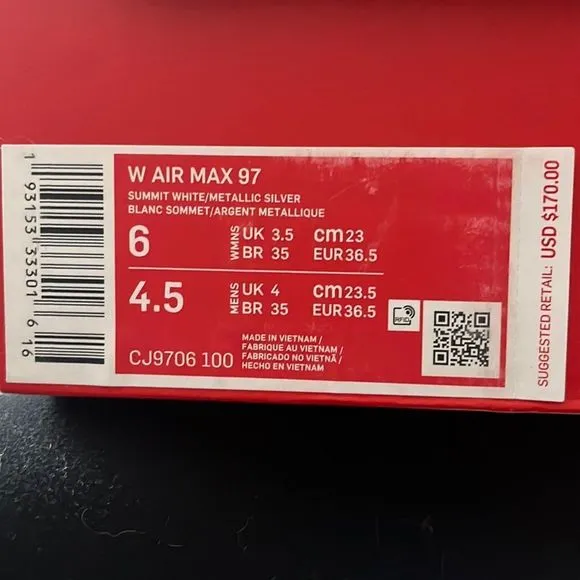 W AIR MAX 97
SUMMIT WHITE/METALLIC SILVER
BLANC SOMMET/ARGENT METALLIQUE
6 WMNS UK 3.5 cm 23
BR 35 EUR 36.5
4.5 MENS UK 4 cm 23.5
BR 35 EUR 36.5
CJ9706 100
MADE IN VIETNAM /
FABRIQUE AU VIETNAM /
FABRICADO NO VIETNÃ /
HECHO EN VIETNAM
RFID
1 93153 33301 6 16
SUGGESTED RETAIL: USD $170.00